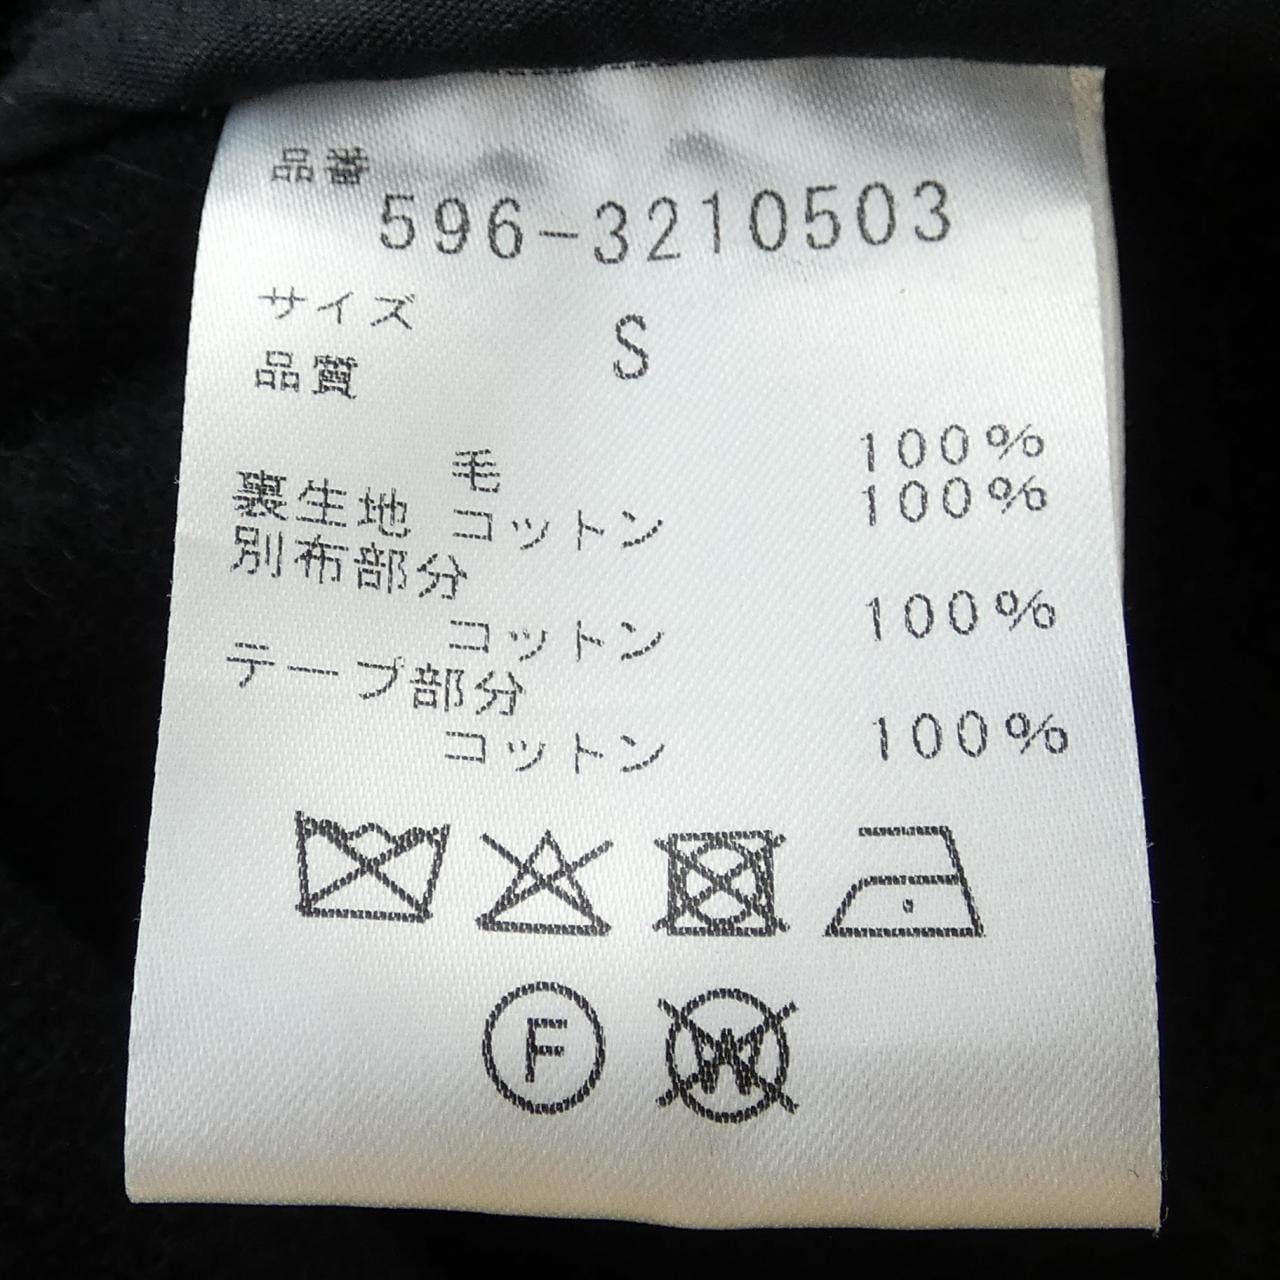 品番
596-3210503
サイズ S
品質
毛 100%
裏生地 コットン 100%
別布部分
コットン 100%
テープ部分
コットン 100%
F W